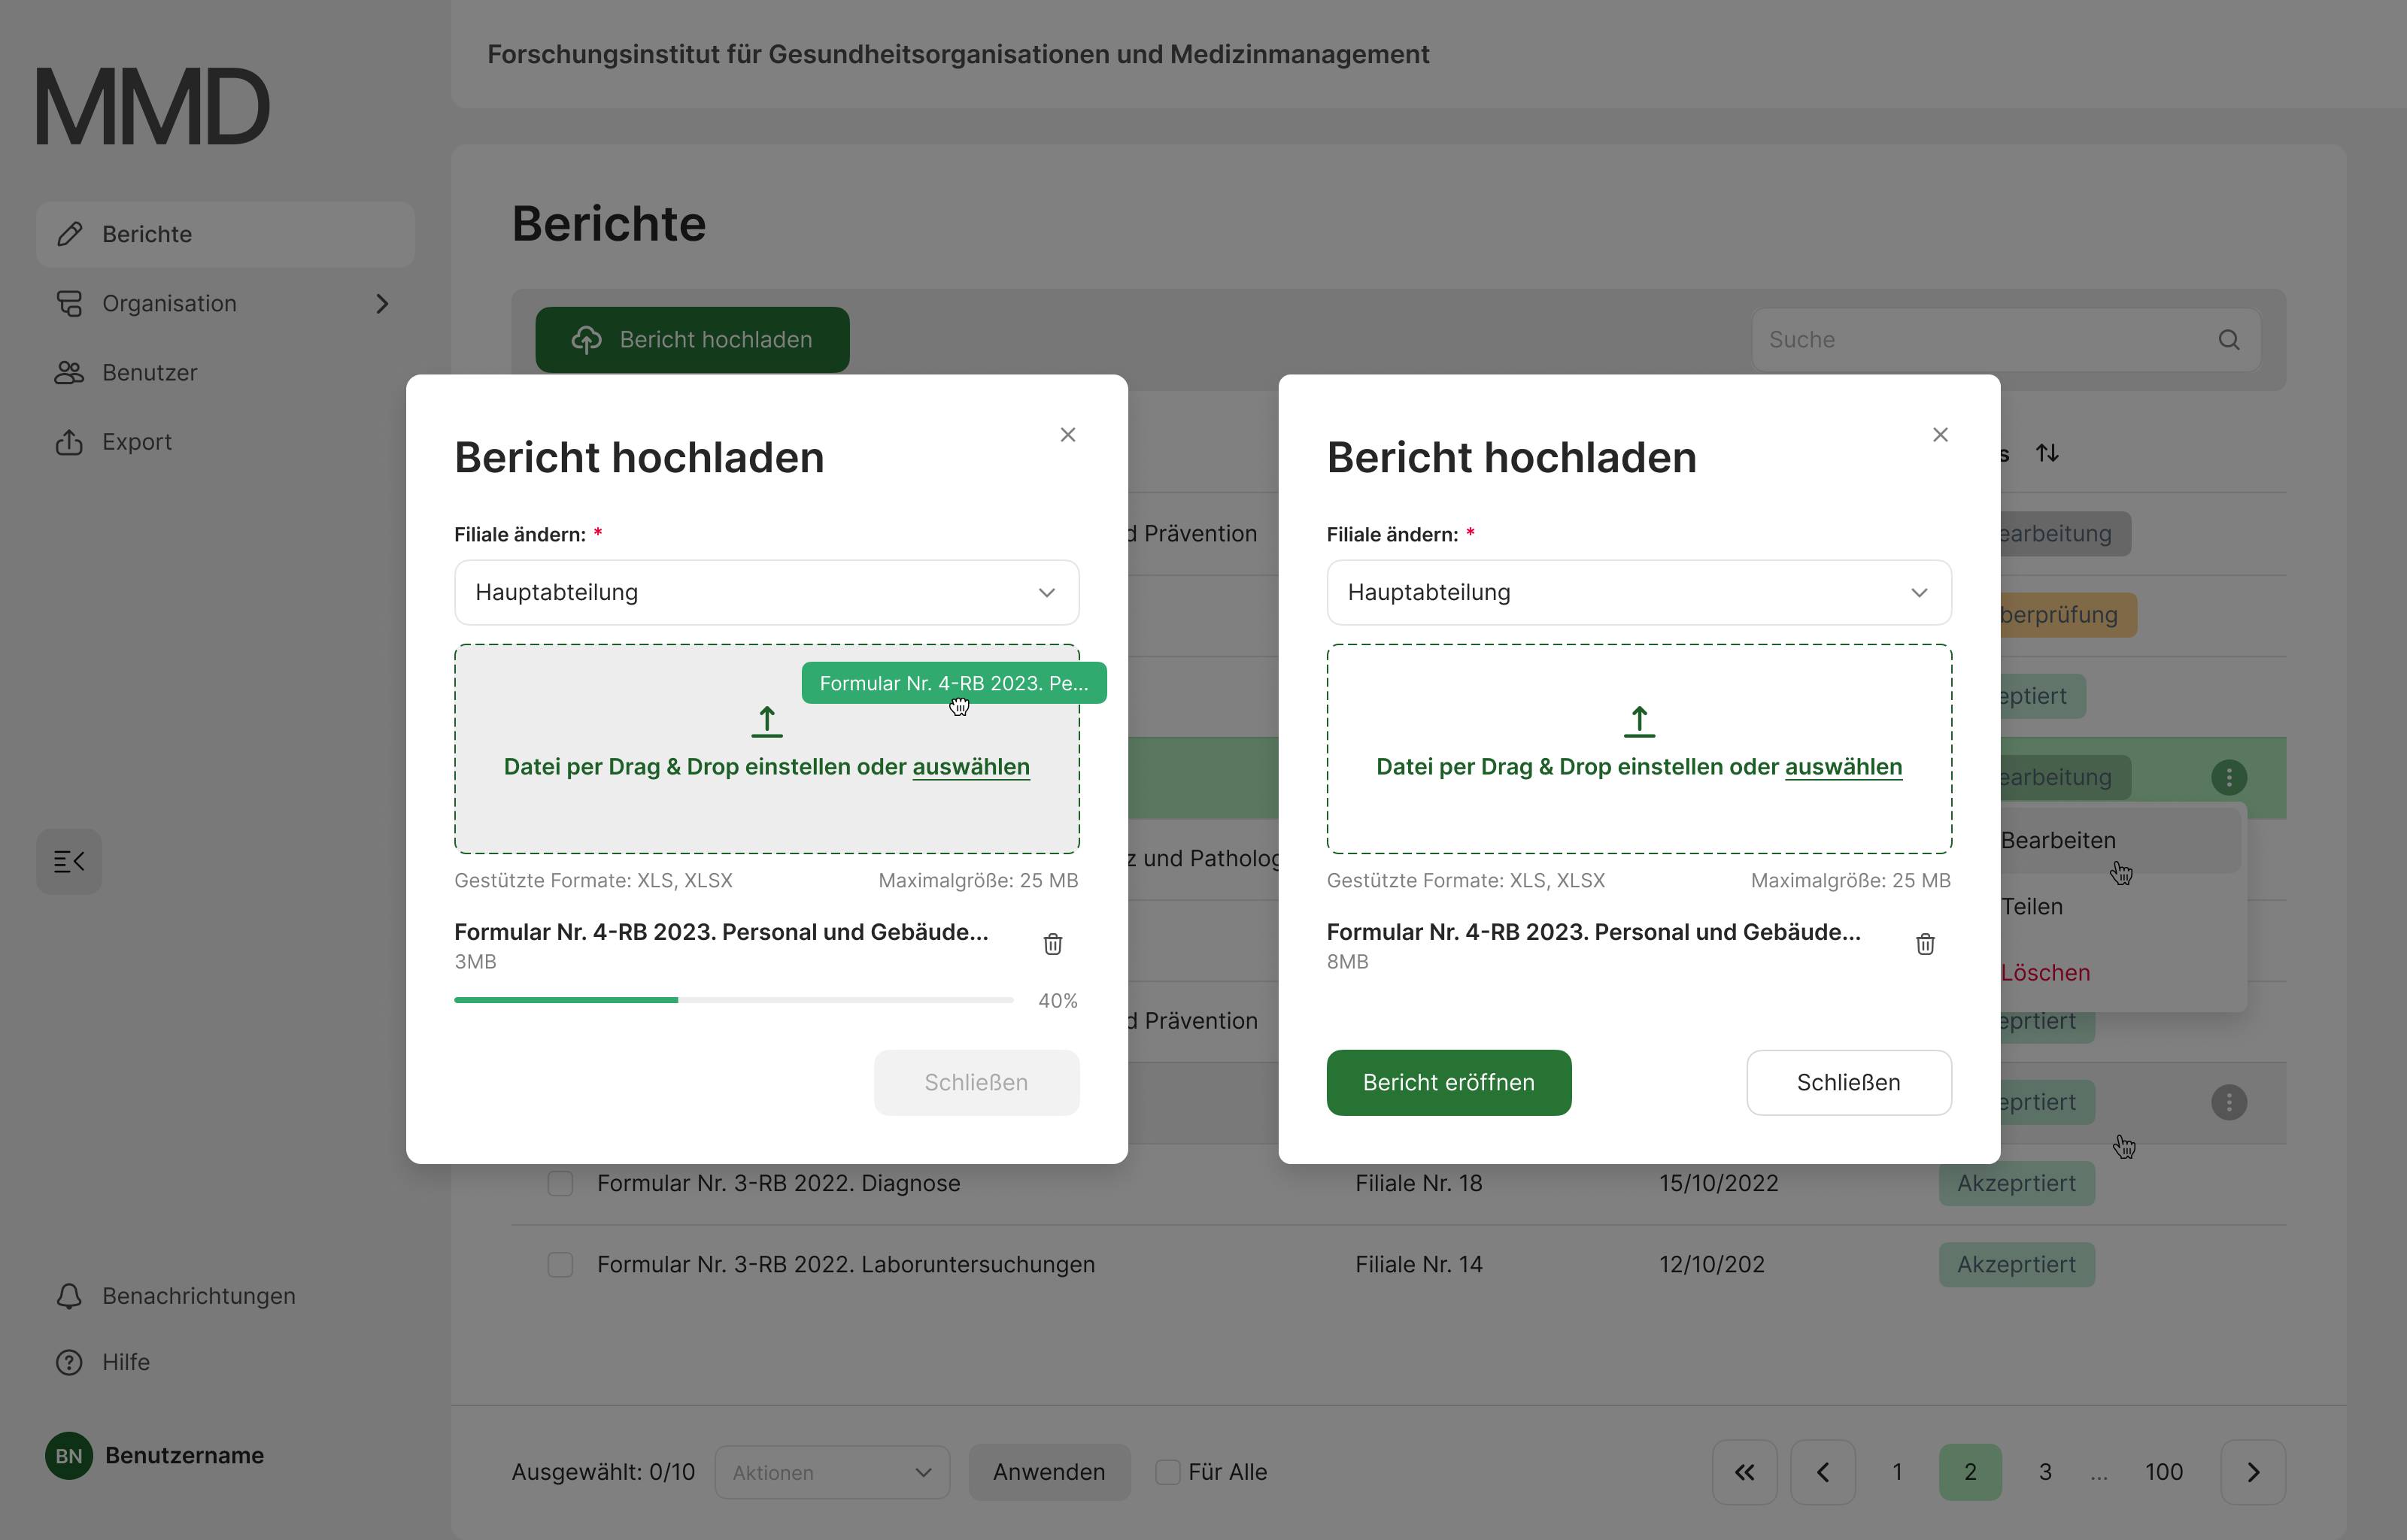 MMD
Forschungsinstitut für Gesundheitsorganisationen und Medizinmanagement
Berichte
Organisation
Benutzer
Export
Berichte
Bericht hochladen
Suche
Bericht hochladen
Filiale ändern: *
Hauptabteilung
Formular Nr. 4-RB 2023. Pe...
Datei per Drag & Drop einstellen oder auswählen
Gestützte Formate: XLS, XLSX
Maximalgröße: 25 MB
Formular Nr. 4-RB 2023. Personal und Gebäude...
3MB
40%
Schließen
Bericht hochladen
Filiale ändern: *
Hauptabteilung
Datei per Drag & Drop einstellen oder auswählen
Gestützte Formate: XLS, XLSX
Maximalgröße: 25 MB
Formular Nr. 4-RB 2023. Personal und Gebäude...
8MB
Bericht eröffnen
Schließen
s
d Prävention
earbeitung
berprüfung
eptiert
earbeitung
Bearbeiten
z und Patholog
Teilen
Löschen
d Prävention
eprtiert
eprtiert
Formular Nr. 3-RB 2022. Diagnose
Filiale Nr. 18
15/10/2022
Akzeprtiert
Formular Nr. 3-RB 2022. Laboruntersuchungen
Filiale Nr. 14
12/10/202
Akzeprtiert
Benachrichtungen
Hilfe
BN Benutzername
Ausgewählt: 0/10
Aktionen
Anwenden
Für Alle
1 2 3 ... 100